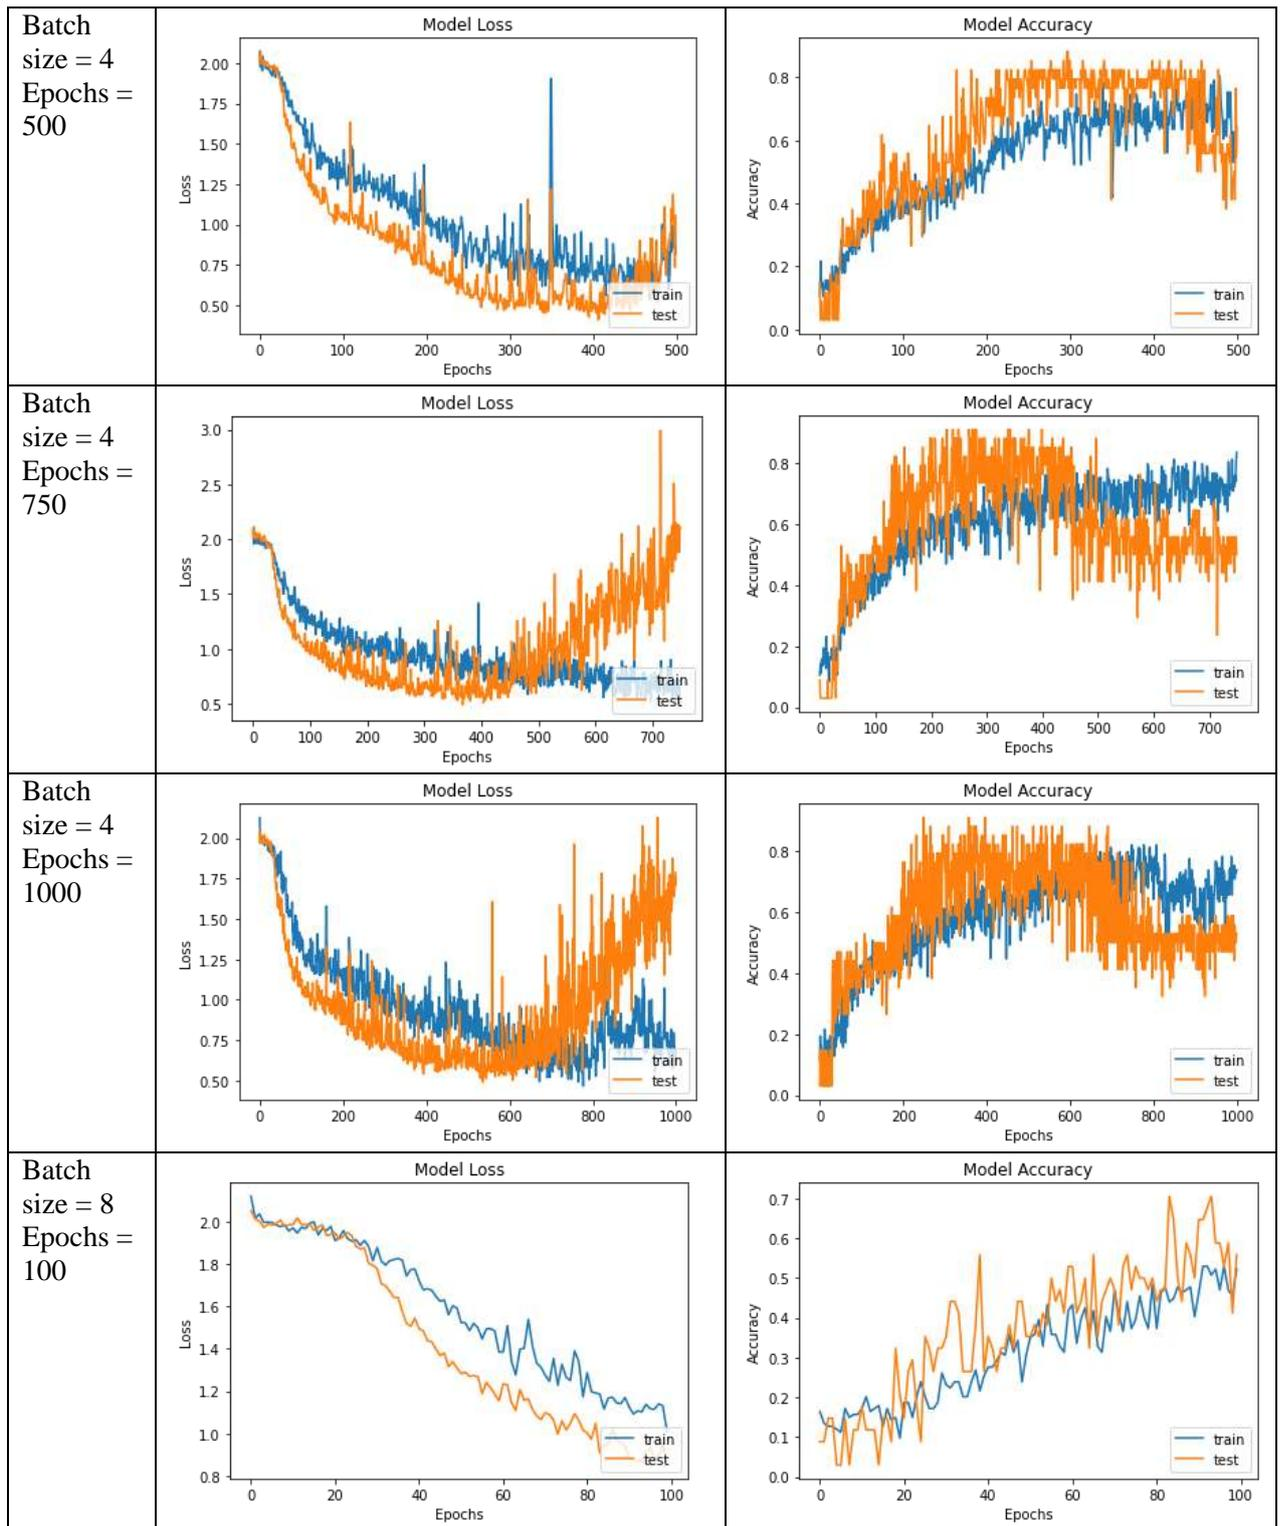 Batch
size = 4
Epochs =
500
Model Loss
2.00
1.75
1.50
1.25
1.00
0.75
0.50
Loss
0 100 200 300 400 500
Epochs
train
test
Model Accuracy
0.8
0.6
0.4
0.2
0.0
Accuracy
0 100 200 300 400 500
Epochs
train
test
Batch
size = 4
Epochs =
750
Model Loss
3.0
2.5
2.0
1.5
1.0
0.5
Loss
0 100 200 300 400 500 600 700
Epochs
train
test
Model Accuracy
0.8
0.6
0.4
0.2
0.0
Accuracy
0 100 200 300 400 500 600 700
Epochs
train
test
Batch
size = 4
Epochs =
1000
Model Loss
2.00
1.75
1.50
1.25
1.00
0.75
0.50
Loss
0 200 400 600 800 1000
Epochs
train
test
Model Accuracy
0.8
0.6
0.4
0.2
0.0
Accuracy
0 200 400 600 800 1000
Epochs
train
test
Batch
size = 8
Epochs =
100
Model Loss
2.0
1.8
1.6
1.4
1.2
1.0
0.8
Loss
0 20 40 60 80 100
Epochs
train
test
Model Accuracy
0.7
0.6
0.5
0.4
0.3
0.2
0.1
0.0
Accuracy
0 20 40 60 80 100
Epochs
train
test